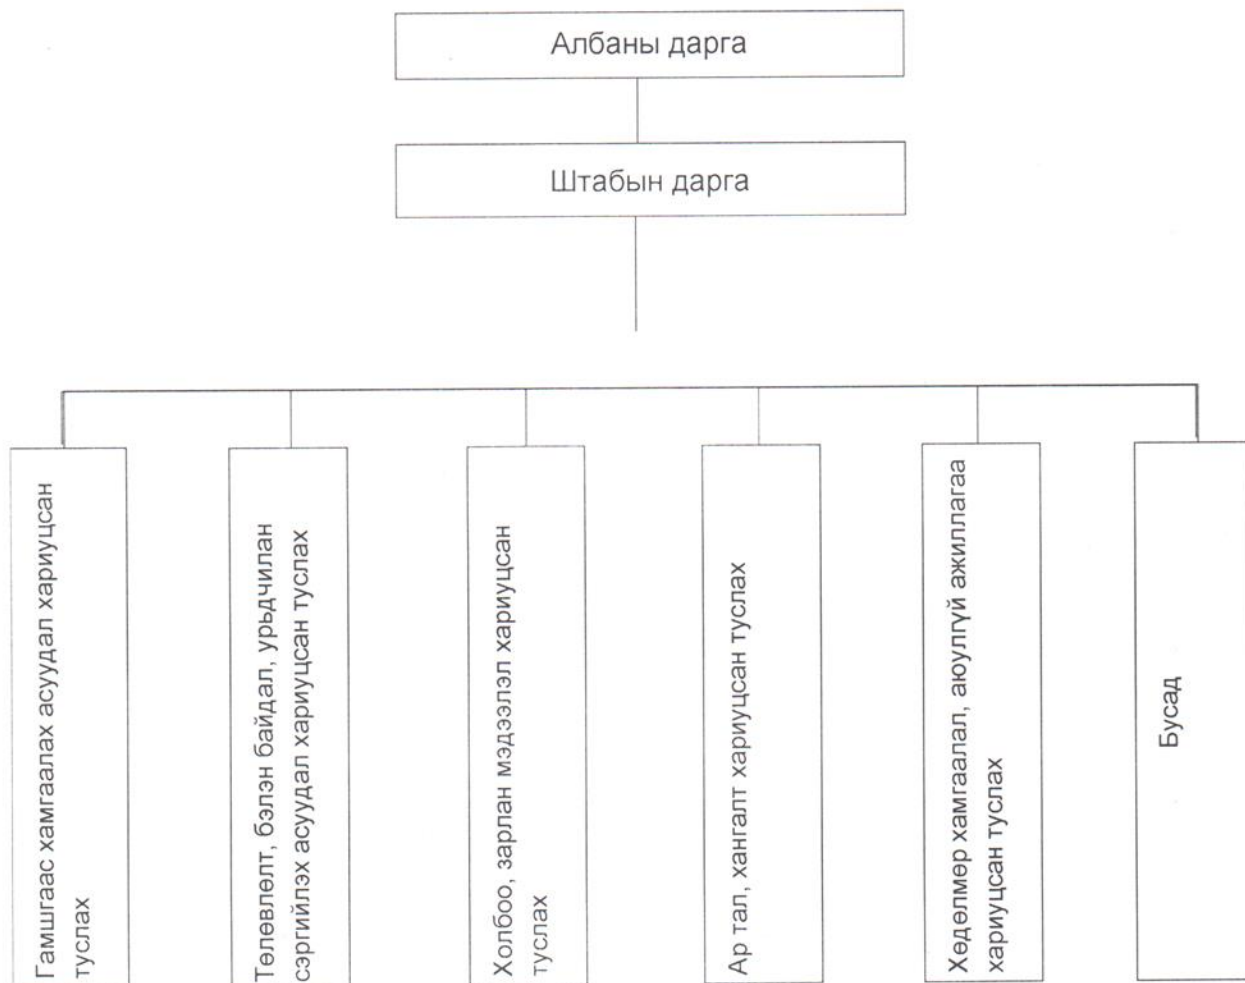 Албаны дарга
Штабын дарга
Гамшгаас хамгаалах асуудал хариуцсан
туслах
Төлөвлөлт, бэлэн байдал, урьдчилан
сэргийлэх асуудал хариуцсан туслах
Холбоо, зарлан мэдээлэл хариуцсан
туслах
Ар тал, хангалт хариуцсан туслах
Хөдөлмөр хамгаалал, аюулгүй ажиллагаа
хариуцсан туслах
Бусад